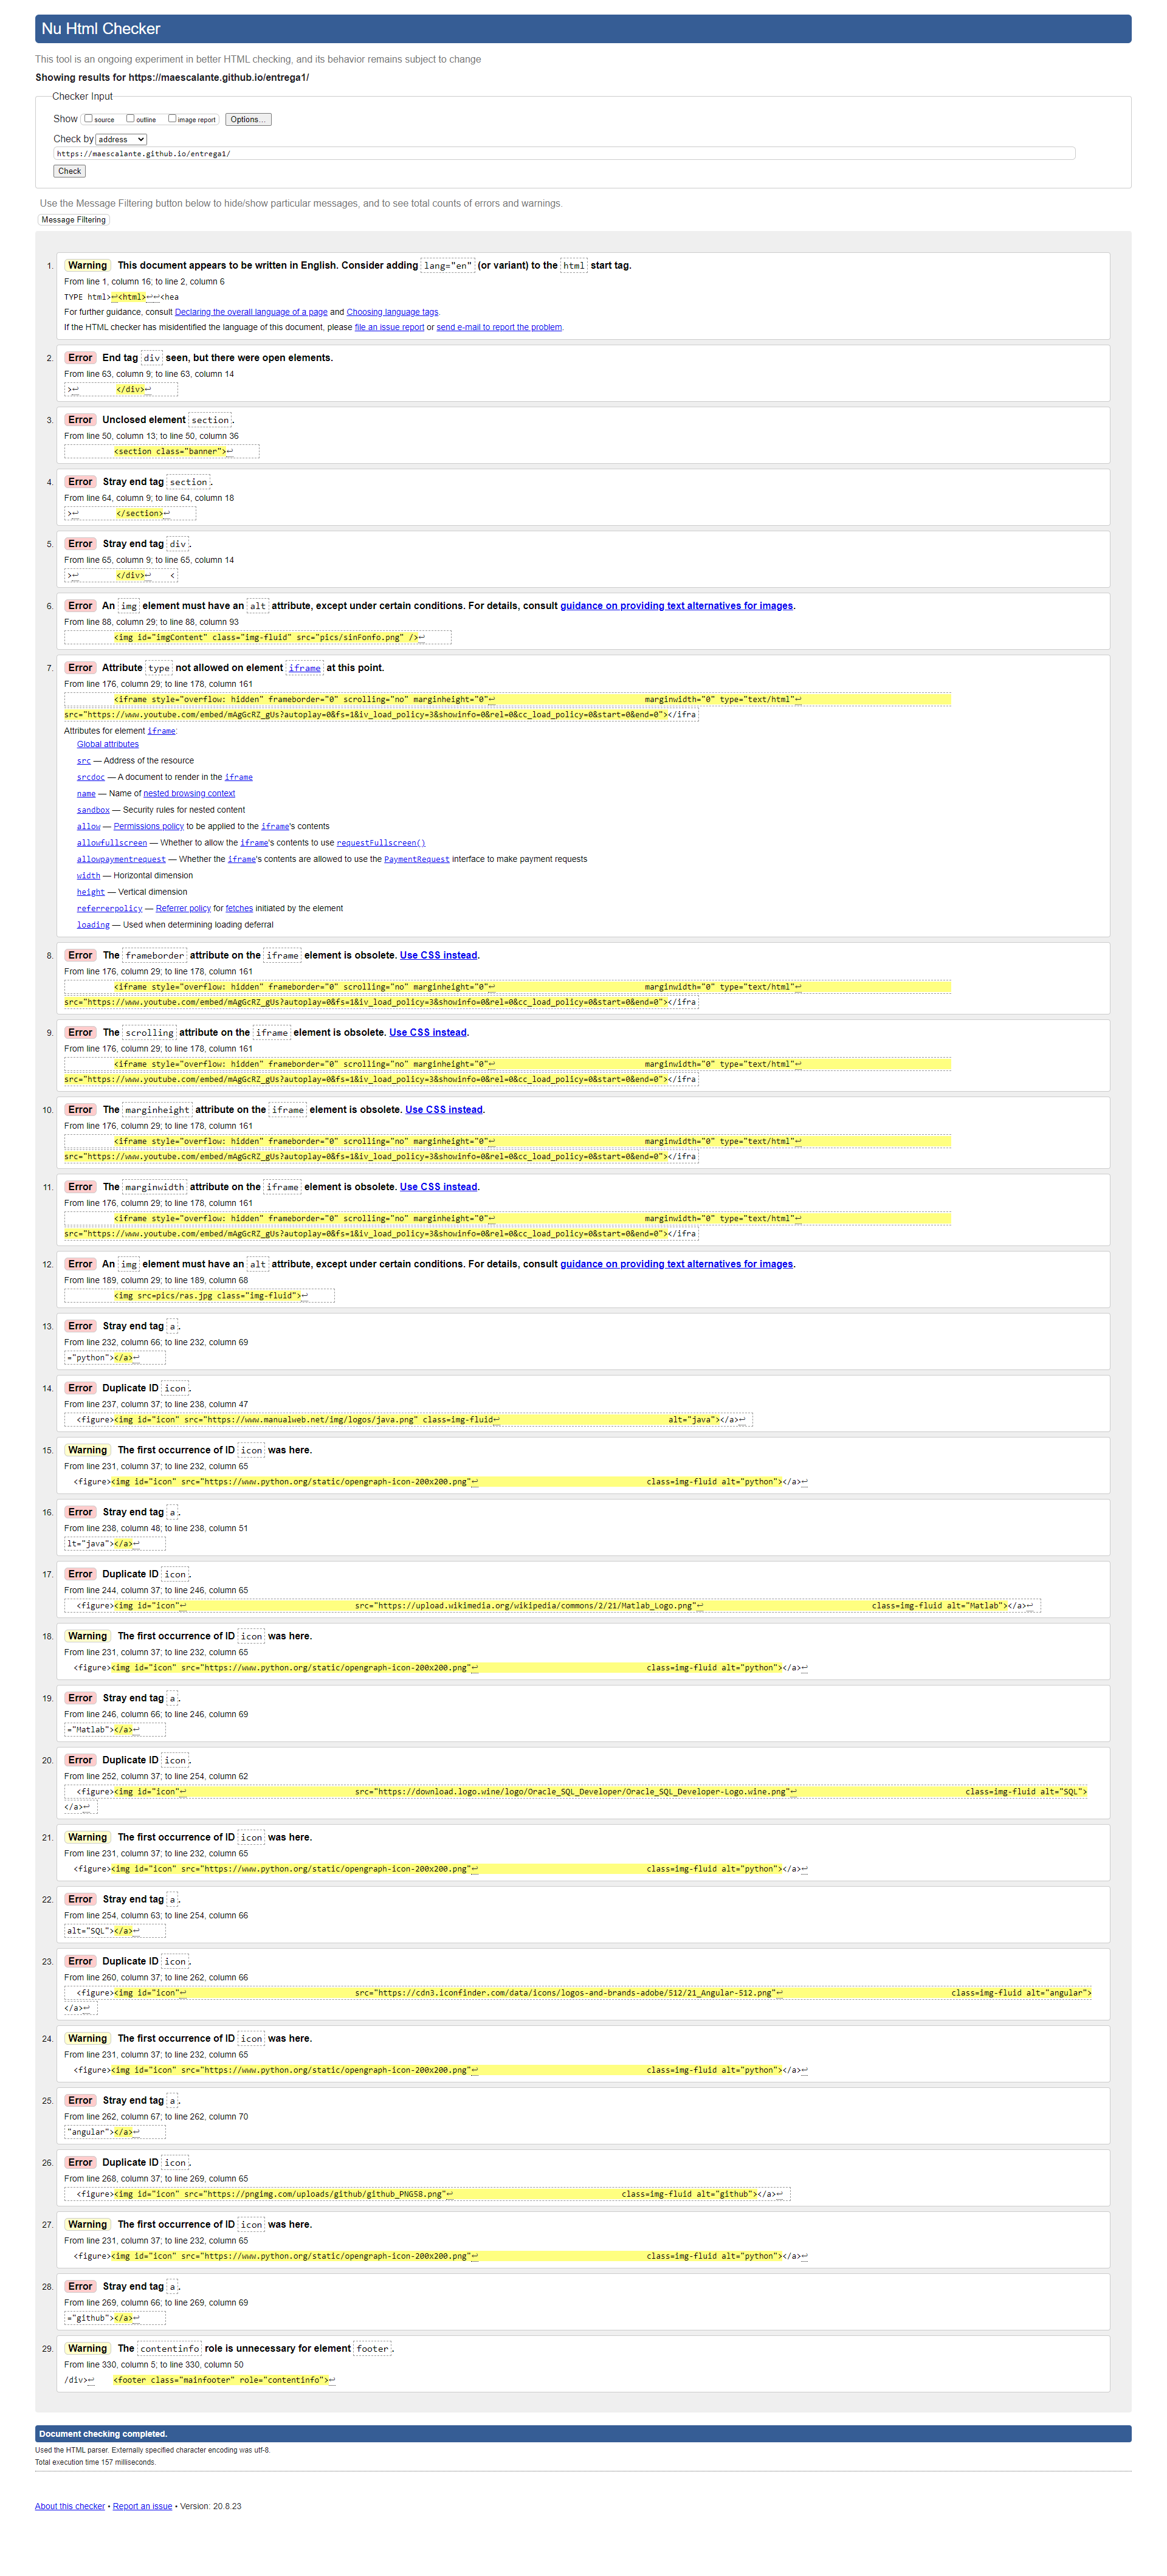 Nu Html Checker
This tool is an ongoing experiment in better HTML checking, and its behavior remains subject to change
Showing results for https://maescalante.github.io/entrega1/
Checker Input
Show source outline image report Options...
Check by address
https://maescalante.github.io/entrega1/
Check
Use the Message Filtering button below to hide/show particular messages, and to see total counts of errors and warnings.
Message Filtering
1. Warning This document appears to be written in English. Consider adding lang="en" (or variant) to the html start tag.
From line 1, column 16; to line 2, column 6
TYPE html>↩<html>↩↩<hea
For further guidance, consult Declaring the overall language of a page and Choosing language tags.
If the HTML checker has misidentified the language of this document, please file an issue report or send e-mail to report the problem.
2. Error End tag div seen, but there were open elements.
From line 63, column 9; to line 63, column 14
>↩ </div>↩
3. Error Unclosed element section.
From line 50, column 13; to line 50, column 36
<section class="banner">↩
4. Error Stray end tag section.
From line 64, column 9; to line 64, column 18
>↩ </section>↩
5. Error Stray end tag div.
From line 65, column 9; to line 65, column 14
>↩ </div>↩ <
6. Error An img element must have an alt attribute, except under certain conditions. For details, consult guidance on providing text alternatives for images.
From line 88, column 29; to line 88, column 93
<img id="imgContent" class="img-fluid" src="pics/sinFonfo.png" />↩
7. Error Attribute type not allowed on element iframe at this point.
From line 176, column 29; to line 178, column 161
<iframe style="overflow: hidden" frameborder="0" scrolling="no" marginheight="0"↩ marginwidth="0" type="text/html"↩
src="https://www.youtube.com/embed/mAgGcRZ_gUs?autoplay=0&fs=1&iv_load_policy=3&showinfo=0&rel=0&cc_load_policy=0&start=0&end=0"></ifra
Attributes for element iframe:
Global attributes
src — Address of the resource
srcdoc — A document to render in the iframe
name — Name of nested browsing context
sandbox — Security rules for nested content
allow — Permissions policy to be applied to the iframe's contents
allowfullscreen — Whether to allow the iframe's contents to use requestFullscreen()
allowpaymentrequest — Whether the iframe's contents are allowed to use the PaymentRequest interface to make payment requests
width — Horizontal dimension
height — Vertical dimension
referrerpolicy — Referrer policy for fetches initiated by the element
loading — Used when determining loading deferral
8. Error The frameborder attribute on the iframe element is obsolete. Use CSS instead.
From line 176, column 29; to line 178, column 161
<iframe style="overflow: hidden" frameborder="0" scrolling="no" marginheight="0"↩ marginwidth="0" type="text/html"↩
src="https://www.youtube.com/embed/mAgGcRZ_gUs?autoplay=0&fs=1&iv_load_policy=3&showinfo=0&rel=0&cc_load_policy=0&start=0&end=0"></ifra
9. Error The scrolling attribute on the iframe element is obsolete. Use CSS instead.
From line 176, column 29; to line 178, column 161
<iframe style="overflow: hidden" frameborder="0" scrolling="no" marginheight="0"↩ marginwidth="0" type="text/html"↩
src="https://www.youtube.com/embed/mAgGcRZ_gUs?autoplay=0&fs=1&iv_load_policy=3&showinfo=0&rel=0&cc_load_policy=0&start=0&end=0"></ifra
10. Error The marginheight attribute on the iframe element is obsolete. Use CSS instead.
From line 176, column 29; to line 178, column 161
<iframe style="overflow: hidden" frameborder="0" scrolling="no" marginheight="0"↩ marginwidth="0" type="text/html"↩
src="https://www.youtube.com/embed/mAgGcRZ_gUs?autoplay=0&fs=1&iv_load_policy=3&showinfo=0&rel=0&cc_load_policy=0&start=0&end=0"></ifra
11. Error The marginwidth attribute on the iframe element is obsolete. Use CSS instead.
From line 176, column 29; to line 178, column 161
<iframe style="overflow: hidden" frameborder="0" scrolling="no" marginheight="0"↩ marginwidth="0" type="text/html"↩
src="https://www.youtube.com/embed/mAgGcRZ_gUs?autoplay=0&fs=1&iv_load_policy=3&showinfo=0&rel=0&cc_load_policy=0&start=0&end=0"></ifra
12. Error An img element must have an alt attribute, except under certain conditions. For details, consult guidance on providing text alternatives for images.
From line 189, column 29; to line 189, column 68
<img src=pics/ras.jpg class="img-fluid">↩
13. Error Stray end tag a.
From line 232, column 66; to line 232, column 69
="python"></a>↩
14. Error Duplicate ID icon.
From line 237, column 37; to line 238, column 47
<figure><img id="icon" src="https://www.manualweb.net/img/logos/java.png" class=img-fluid↩ alt="java"></a>↩
15. Warning The first occurrence of ID icon was here.
From line 231, column 37; to line 232, column 65
<figure><img id="icon" src="https://www.python.org/static/opengraph-icon-200x200.png"↩ class=img-fluid alt="python"></a>↩
16. Error Stray end tag a.
From line 238, column 48; to line 238, column 51
lt="java"></a>↩
17. Error Duplicate ID icon.
From line 244, column 37; to line 246, column 65
<figure><img id="icon"↩ src="https://upload.wikimedia.org/wikipedia/commons/2/21/Matlab_Logo.png"↩ class=img-fluid alt="Matlab"></a>↩
18. Warning The first occurrence of ID icon was here.
From line 231, column 37; to line 232, column 65
<figure><img id="icon" src="https://www.python.org/static/opengraph-icon-200x200.png"↩ class=img-fluid alt="python"></a>↩
19. Error Stray end tag a.
From line 246, column 66; to line 246, column 69
="Matlab"></a>↩
20. Error Duplicate ID icon.
From line 252, column 37; to line 254, column 62
<figure><img id="icon"↩ src="https://download.logo.wine/logo/Oracle_SQL_Developer/Oracle_SQL_Developer-Logo.wine.png"↩ class=img-fluid alt="SQL">
</a>↩
21. Warning The first occurrence of ID icon was here.
From line 231, column 37; to line 232, column 65
<figure><img id="icon" src="https://www.python.org/static/opengraph-icon-200x200.png"↩ class=img-fluid alt="python"></a>↩
22. Error Stray end tag a.
From line 254, column 63; to line 254, column 66
alt="SQL"></a>↩
23. Error Duplicate ID icon.
From line 260, column 37; to line 262, column 66
<figure><img id="icon"↩ src="https://cdn3.iconfinder.com/data/icons/logos-and-brands-adobe/512/21_Angular-512.png"↩ class=img-fluid alt="angular">
</a>↩
24. Warning The first occurrence of ID icon was here.
From line 231, column 37; to line 232, column 65
<figure><img id="icon" src="https://www.python.org/static/opengraph-icon-200x200.png"↩ class=img-fluid alt="python"></a>↩
25. Error Stray end tag a.
From line 262, column 67; to line 262, column 70
"angular"></a>↩
26. Error Duplicate ID icon.
From line 268, column 37; to line 269, column 65
<figure><img id="icon" src="https://pngimg.com/uploads/github/github_PNG58.png"↩ class=img-fluid alt="github"></a>↩
27. Warning The first occurrence of ID icon was here.
From line 231, column 37; to line 232, column 65
<figure><img id="icon" src="https://www.python.org/static/opengraph-icon-200x200.png"↩ class=img-fluid alt="python"></a>↩
28. Error Stray end tag a.
From line 269, column 66; to line 269, column 69
="github"></a>↩
29. Warning The contentinfo role is unnecessary for element footer.
From line 330, column 5; to line 330, column 50
/div>↩ <footer class="mainfooter" role="contentinfo">↩
Document checking completed.
Used the HTML parser. Externally specified character encoding was utf-8.
Total execution time 157 milliseconds.
About this checker • Report an issue • Version: 20.8.23